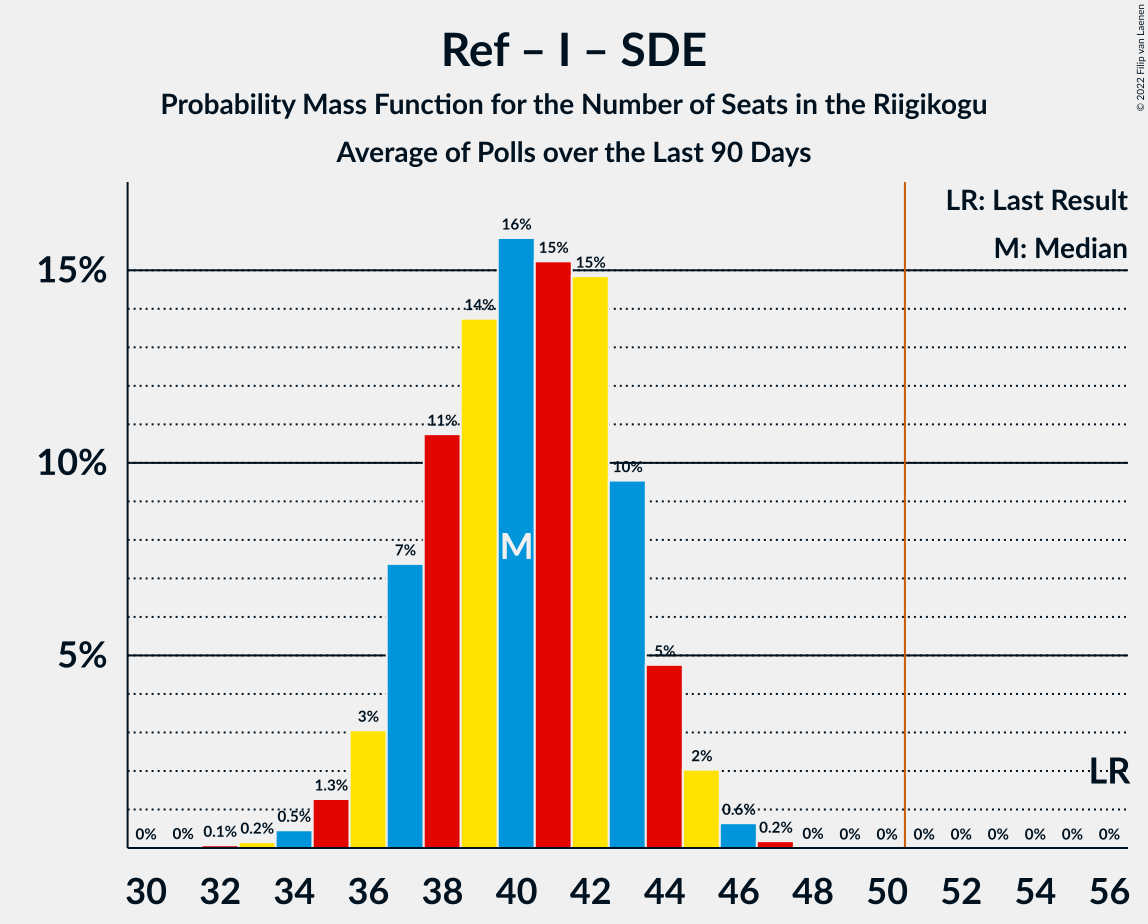 © 2022 Filip van Laenen
Ref – I – SDE
Probability Mass Function for the Number of Seats in the Riigikogu
Average of Polls over the Last 90 Days
LR: Last Result
M: Median
15%
10%
5%
0% 0% 0.1% 0.2% 0.5% 1.3% 3% 7% 11% 14% 16% 15% 15% 10% 5% 2% 0.6% 0.2% 0% 0% 0% 0% 0% 0% 0% 0% 0%
M
LR
30 32 34 36 38 40 42 44 46 48 50 52 54 56